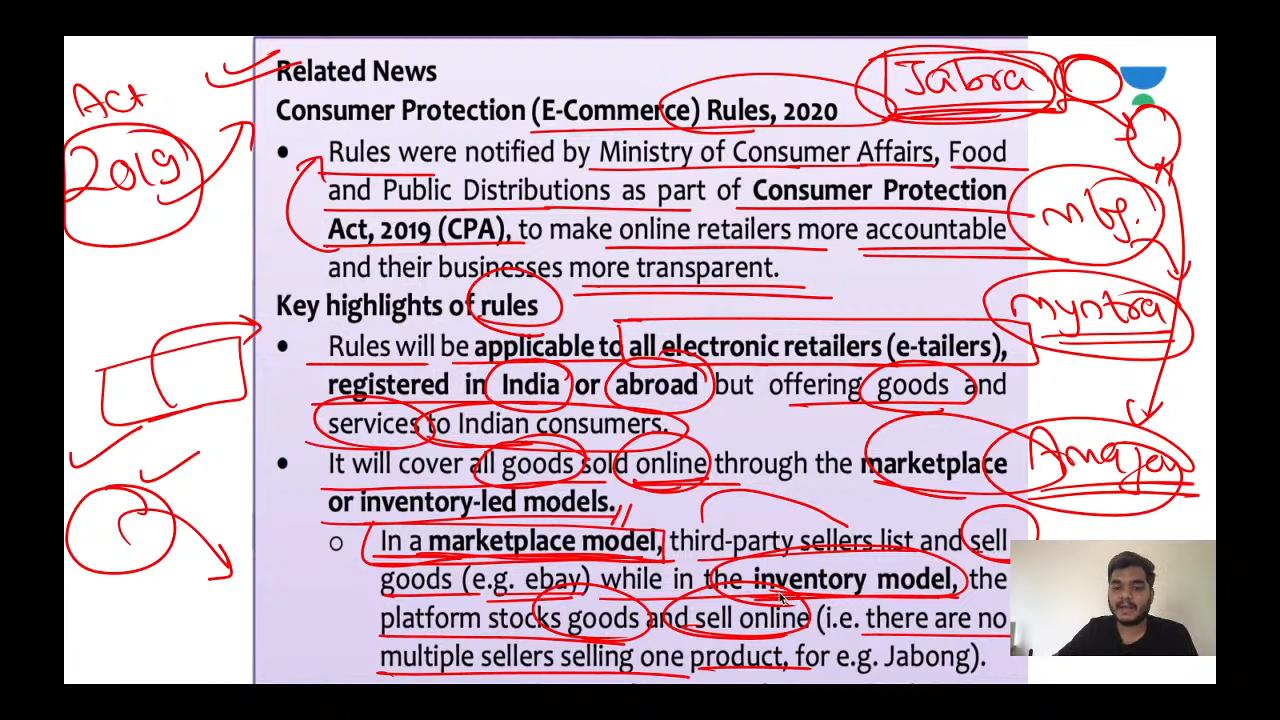 Related News
Act
Jabra
Consumer Protection (E-Commerce) Rules, 2020
2019
• Rules were notified by Ministry of Consumer Affairs, Food
and Public Distributions as part of Consumer Protection
Act, 2019 (CPA), to make online retailers more accountable
and their businesses more transparent.
Key highlights of rules
myntra
• Rules will be applicable to all electronic retailers (e-tailers),
registered in India or abroad but offering goods and
services to Indian consumers.
• It will cover all goods sold online through the marketplace
or inventory-led models.
o In a marketplace model, third-party sellers list and sell
goods (e.g. ebay) while in the inventory model, the
platform stocks goods and sell online (i.e. there are no
multiple sellers selling one product, for e.g. Jabong).